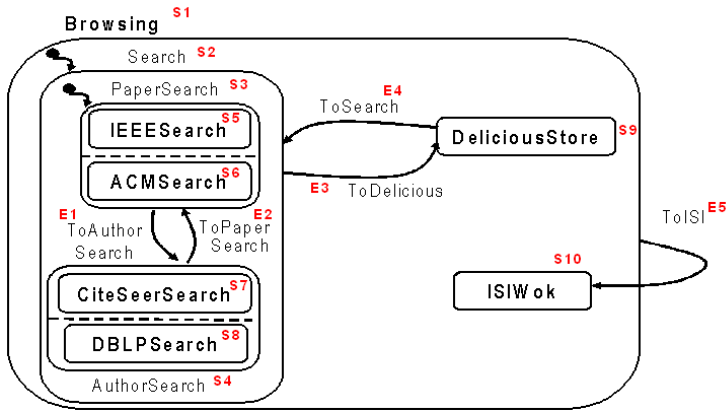 Browsing S1
Search S2
PaperSearch S3
IEEESearch S5
ACMSearch S6
E4
ToSearch
DeliciousStore S9
E3 ToDelicious
E1 ToAuthor Search
E2 ToPaper Search
ToISI E5
S10
ISIWok
CiteSeerSearch S7
DBLPSearch S8
AuthorSearch S4